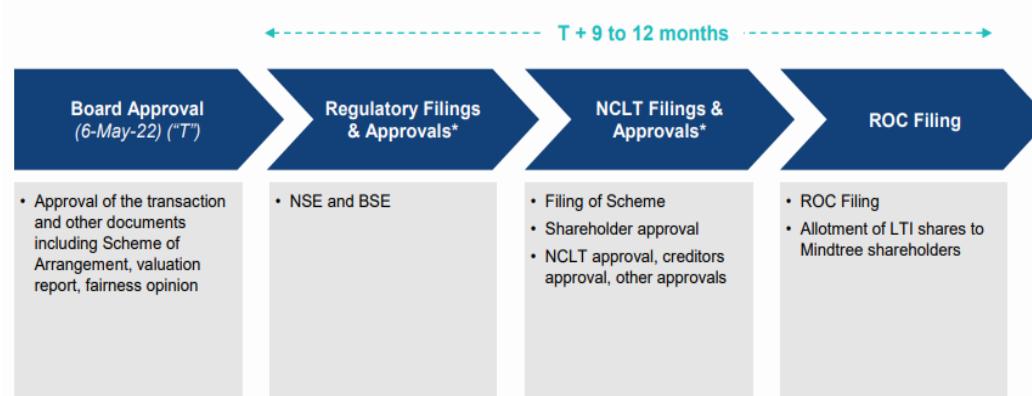 T + 9 to 12 months
Board Approval
(6-May-22) (“T”)
Regulatory Filings
& Approvals*
NCLT Filings &
Approvals*
ROC Filing
• Approval of the transaction
and other documents
including Scheme of
Arrangement, valuation
report, fairness opinion
• NSE and BSE
• Filing of Scheme
• Shareholder approval
• NCLT approval, creditors
approval, other approvals
• ROC Filing
• Allotment of LTI shares to
Mindtree shareholders